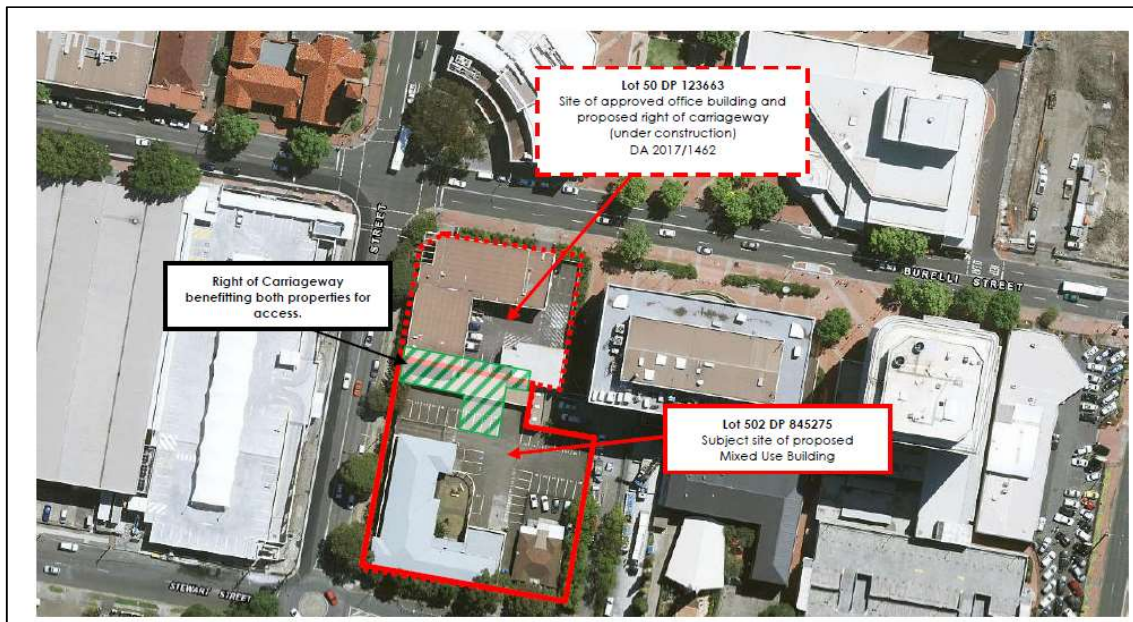 Lot 50 DP 123663
Site of approved office building and
proposed right of carriageway
(under construction)
DA 2017/1462
STREET
BURELLI STREET
Right of Carriageway
benefitting both properties for
access.
Lot 502 DP 845275
Subject site of proposed
Mixed Use Building
STEWART STREET